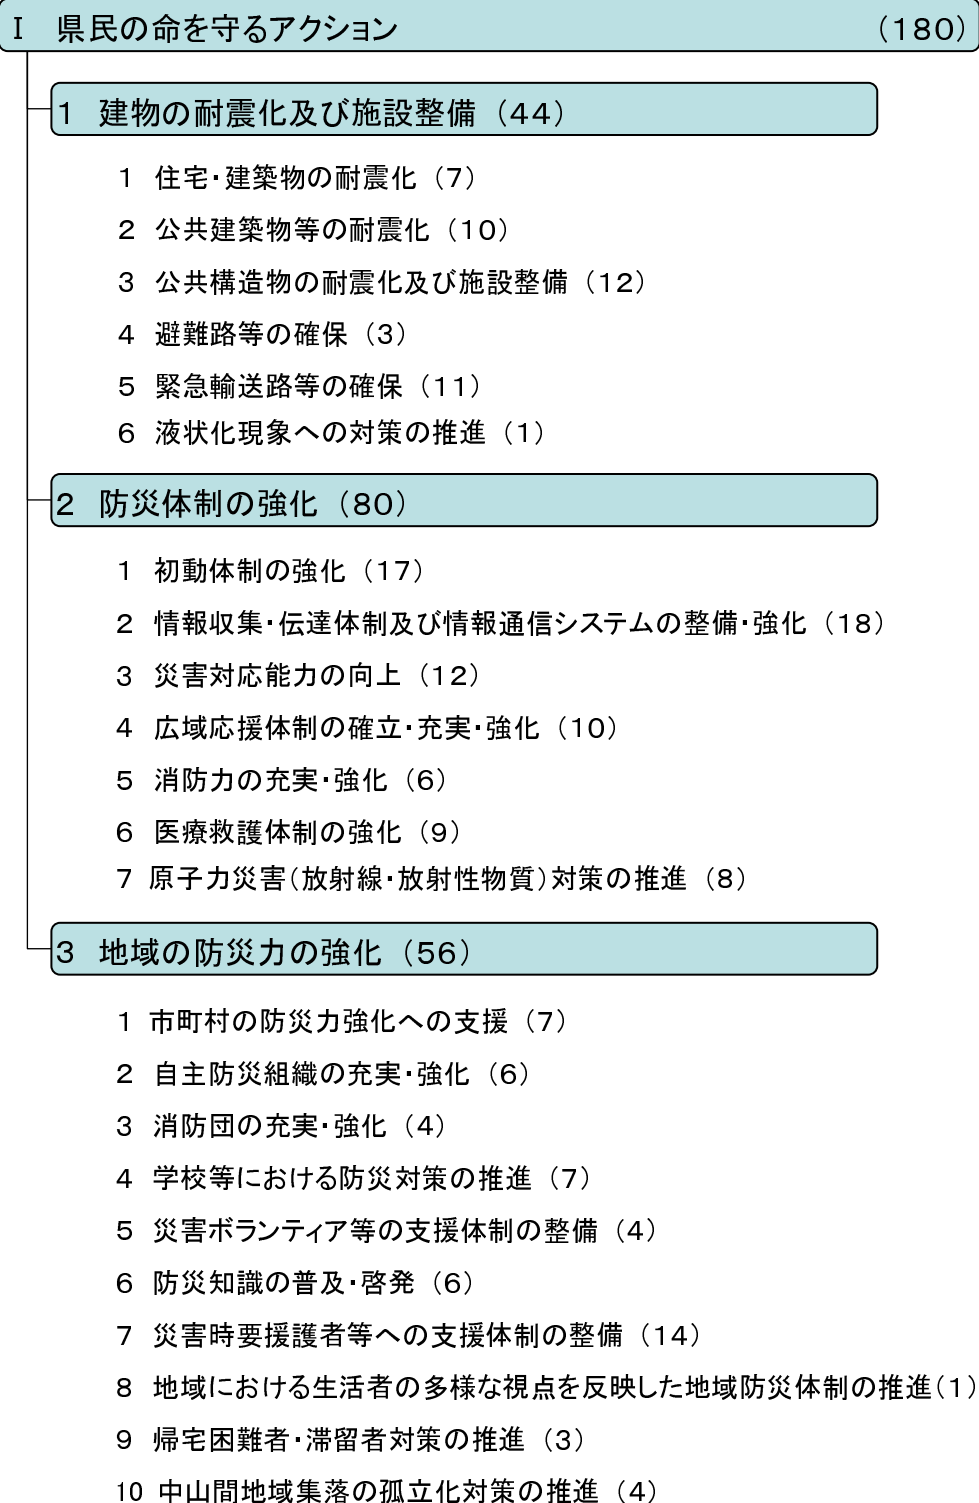 Ⅰ　県民の命を守るアクション　（180）
1　建物の耐震化及び施設整備（44）
1　住宅・建築物の耐震化（7）
2　公共建築物等の耐震化（10）
3　公共構造物の耐震化及び施設整備（12）
4　避難路等の確保（3）
5　緊急輸送路等の確保（11）
6　液状化現象への対策の推進（1）
2　防災体制の強化（80）
1　初動体制の強化（17）
2　情報収集・伝達体制及び情報通信システムの整備・強化（18）
3　災害対応能力の向上（12）
4　広域応援体制の確立・充実・強化（10）
5　消防力の充実・強化（6）
6　医療救護体制の強化（9）
7　原子力災害（放射線・放射性物質）対策の推進（8）
3　地域の防災力の強化（56）
1　市町村の防災力強化への支援（7）
2　自主防災組織の充実・強化（6）
3　消防団の充実・強化（4）
4　学校等における防災対策の推進（7）
5　災害ボランティア等の支援体制の整備（4）
6　防災知識の普及・啓発（6）
7　災害時要援護者等への支援体制の整備（14）
8　地域における生活者の多様な視点を反映した地域防災体制の推進（1）
9　帰宅困難者・滞留者対策の推進（3）
10　中山間地域集落の孤立化対策の推進（4）